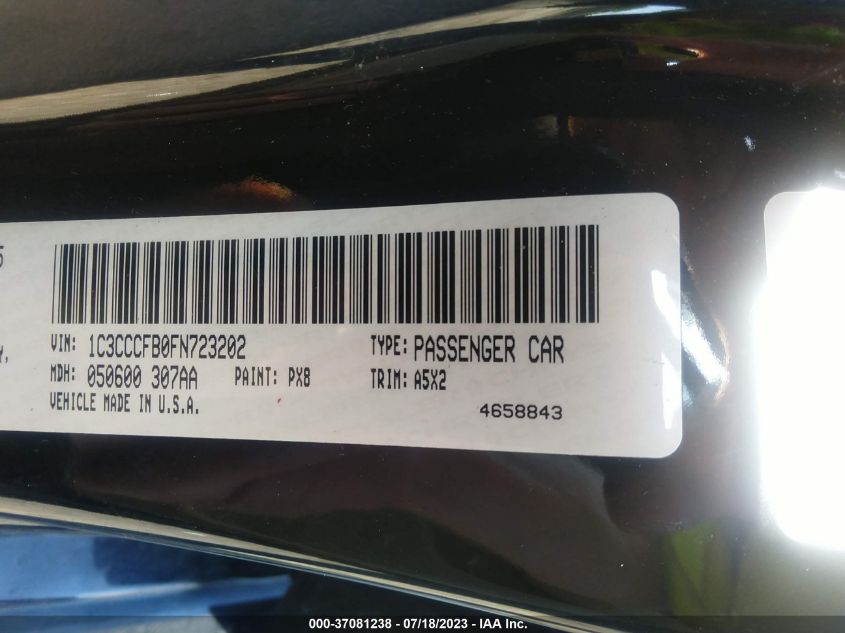 5
Y,
VIN: 1C3CCCFB0FN723202 TYPE: PASSENGER CAR
MDH: 050600 307AA PAINT: PX8 TRIM: A5X2
VEHICLE MADE IN U.S.A. 4658843
000-37081238 - 07/18/2023 - IAA Inc.